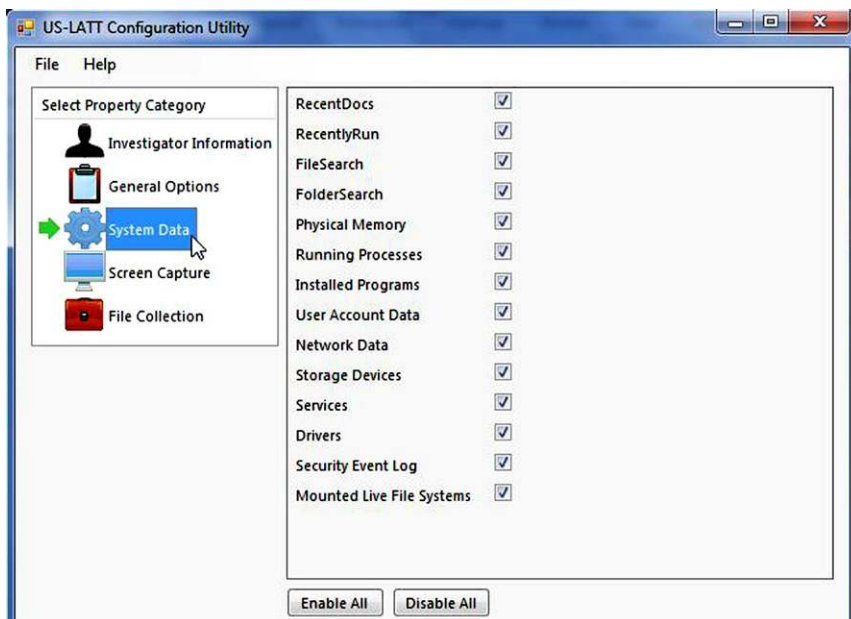 US-LATT Configuration Utility
File Help
Select Property Category
Investigator Information
General Options
System Data
Screen Capture
File Collection
RecentDocs
RecentlyRun
FileSearch
FolderSearch
Physical Memory
Running Processes
Installed Programs
User Account Data
Network Data
Storage Devices
Services
Drivers
Security Event Log
Mounted Live File Systems
Enable All Disable All